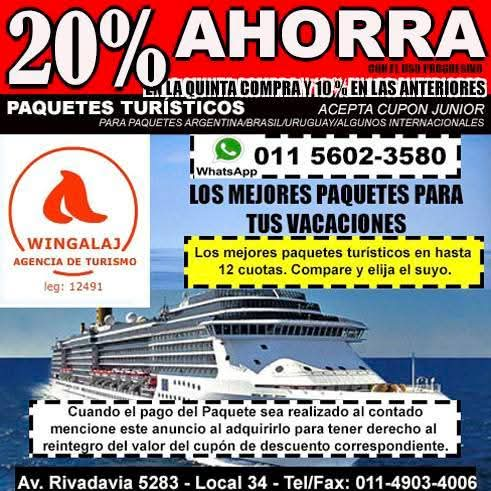 20% AHORRA
CON EL USO PROGRESIVO
EN LA QUINTA COMPRA Y 10% EN LAS ANTERIORES
PAQUETES TURÍSTICOS
ACEPTA CUPON JUNIOR
PARA PAQUETES ARGENTINA/BRASIL/URUGUAY/ALGUNOS INTERNACIONALES
WhatsApp
011 5602-3580
LOS MEJORES PAQUETES PARA
TUS VACACIONES
WINGALAJ
AGENCIA DE TURISMO
leg: 12491
Los mejores paquetes turísticos en hasta
12 cuotas. Compare y elija el suyo.
Cuando el pago del Paquete sea realizado al contado
mencione este anuncio al adquirirlo para tener derecho al
reintegro del valor del cupón de descuento correspondiente.
Av. Rivadavia 5283 - Local 34 - Tel/Fax: 011-4903-4006